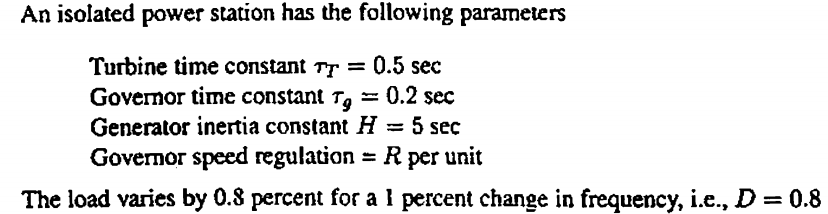 An isolated power station has the following parameters
Turbine time constant τ_T = 0.5 sec
Governor time constant τ_g = 0.2 sec
Generator inertia constant H = 5 sec
Governor speed regulation = R per unit
The load varies by 0.8 percent for a 1 percent change in frequency, i.e., D = 0.8